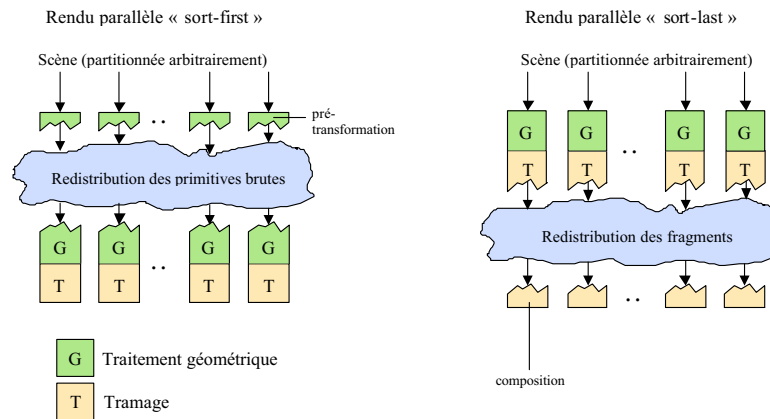 Rendu parallèle « sort-first »
Scène (partitionnée arbitrairement)
. .
pré-
transformation
Redistribution des primitives brutes
G G G G
. .
T T T T
G Traitement géométrique
T Tramage
Rendu parallèle « sort-last »
Scène (partitionnée arbitrairement)
G G G G
T T T T
. .
Redistribution des fragments
. .
composition